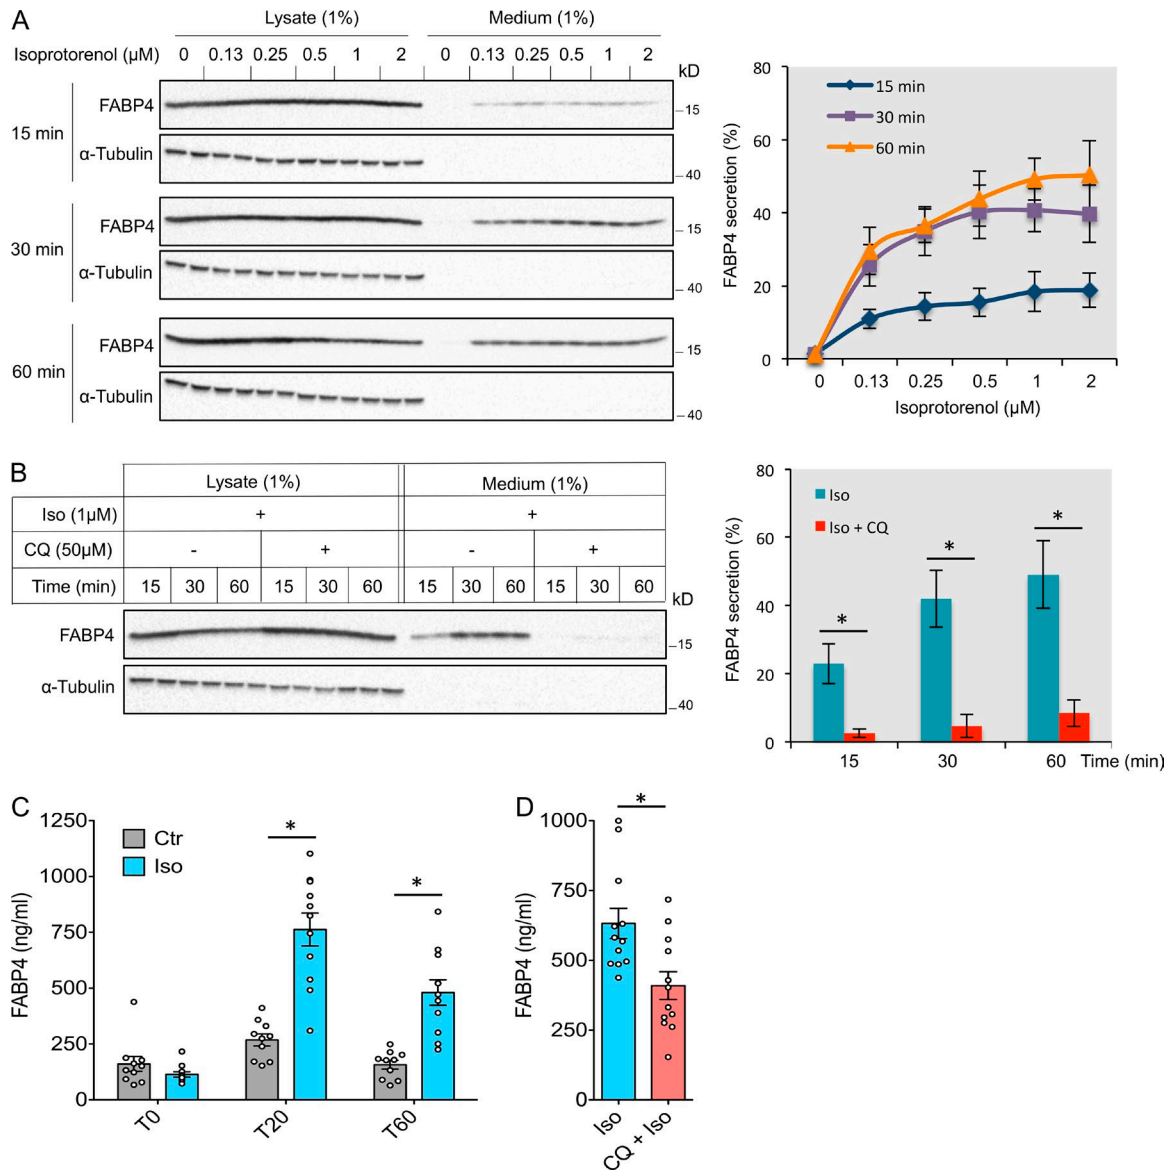 A
Lysate (1%)
Medium (1%)
Isoprotorenol (µM)
0 0.13 0.25 0.5 1 2 0 0.13 0.25 0.5 1 2
kD
15 min
FABP4
15
α-Tubulin
40
30 min
FABP4
15
α-Tubulin
40
60 min
FABP4
15
α-Tubulin
40
80
60
40
20
0
FABP4 secretion (%)
15 min
30 min
60 min
0 0.13 0.25 0.5 1 2
Isoprotorenol (µM)
B
Lysate (1%) Medium (1%)
Iso (1µM) + +
CQ (50µM) - + - +
Time (min) 15 30 60 15 30 60 15 30 60 15 30 60
kD
FABP4
15
α-Tubulin
40
80
60
40
20
0
FABP4 secretion (%)
Iso
Iso + CQ
* * *
15 30 60 Time (min)
C
1250
1000
750
500
250
0
FABP4 (ng/ml)
Ctr
Iso
* *
T0 T20 T60
D
1000
750
500
250
0
FABP4 (ng/ml)
*
Iso
CQ + Iso